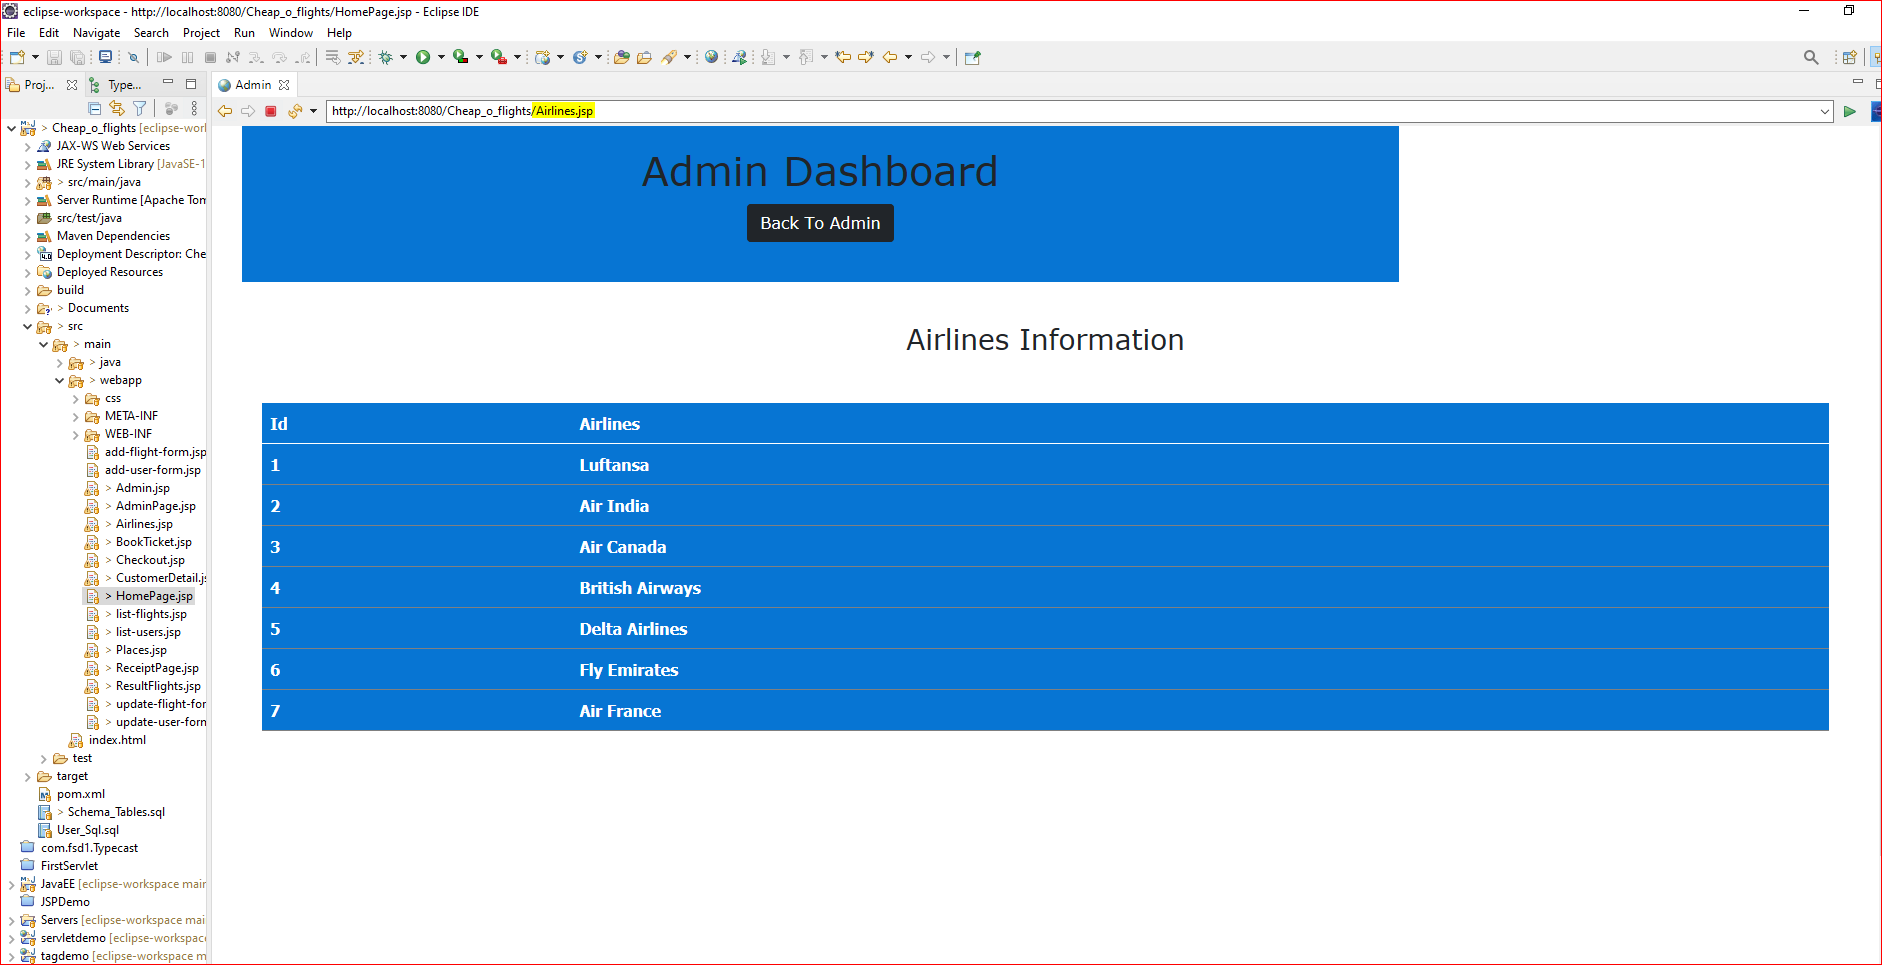 eclipse-workspace - http://localhost:8080/Cheap_o_flights/HomePage.jsp - Eclipse IDE
File Edit Navigate Search Project Run Window Help
Proj... Type...
Admin
http://localhost:8080/Cheap_o_flights/Airlines.jsp
> Cheap_o_flights [eclipse-worl
JAX-WS Web Services
JRE System Library [JavaSE-1
> src/main/java
Server Runtime [Apache Tom
src/test/java
Maven Dependencies
Deployment Descriptor: Che
Deployed Resources
build
> Documents
> src
> main
> java
> webapp
css
META-INF
WEB-INF
add-flight-form.jsp
add-user-form.jsp
> Admin.jsp
> AdminPage.jsp
> Airlines.jsp
> BookTicket.jsp
> Checkout.jsp
> CustomerDetail.js
> HomePage.jsp
> list-flights.jsp
> list-users.jsp
> Places.jsp
> ReceiptPage.jsp
> ResultFlights.jsp
> update-flight-for
> update-user-form
index.html
test
target
pom.xml
> Schema_Tables.sql
User_Sql.sql
com.fsd1.Typecast
FirstServlet
JavaEE [eclipse-workspace main
JSPDemo
Servers [eclipse-workspace mai
servletdemo [eclipse-workspace
tagdemo [eclipse-workspace m
Admin Dashboard
Back To Admin
Airlines Information
Id Airlines
1 Luftansa
2 Air India
3 Air Canada
4 British Airways
5 Delta Airlines
6 Fly Emirates
7 Air France